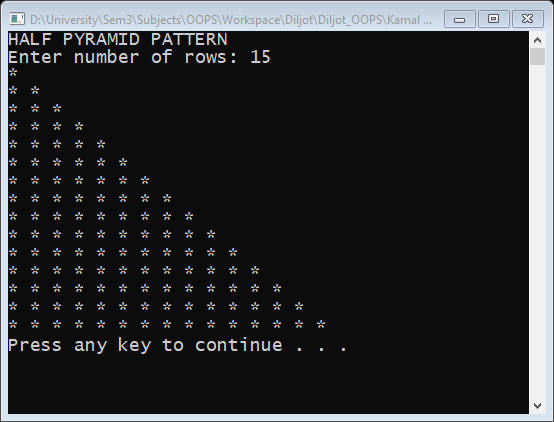 D:\University\Sem3\Subjects\OOPS\Workspace\Diljot\Diljot_OOPS\Kamal ...
HALF PYRAMID PATTERN
Enter number of rows: 15
*
* *
* * *
* * * *
* * * * *
* * * * * *
* * * * * * *
* * * * * * * *
* * * * * * * * *
* * * * * * * * * *
* * * * * * * * * * *
* * * * * * * * * * * *
* * * * * * * * * * * * *
* * * * * * * * * * * * * *
* * * * * * * * * * * * * * *
Press any key to continue . . .